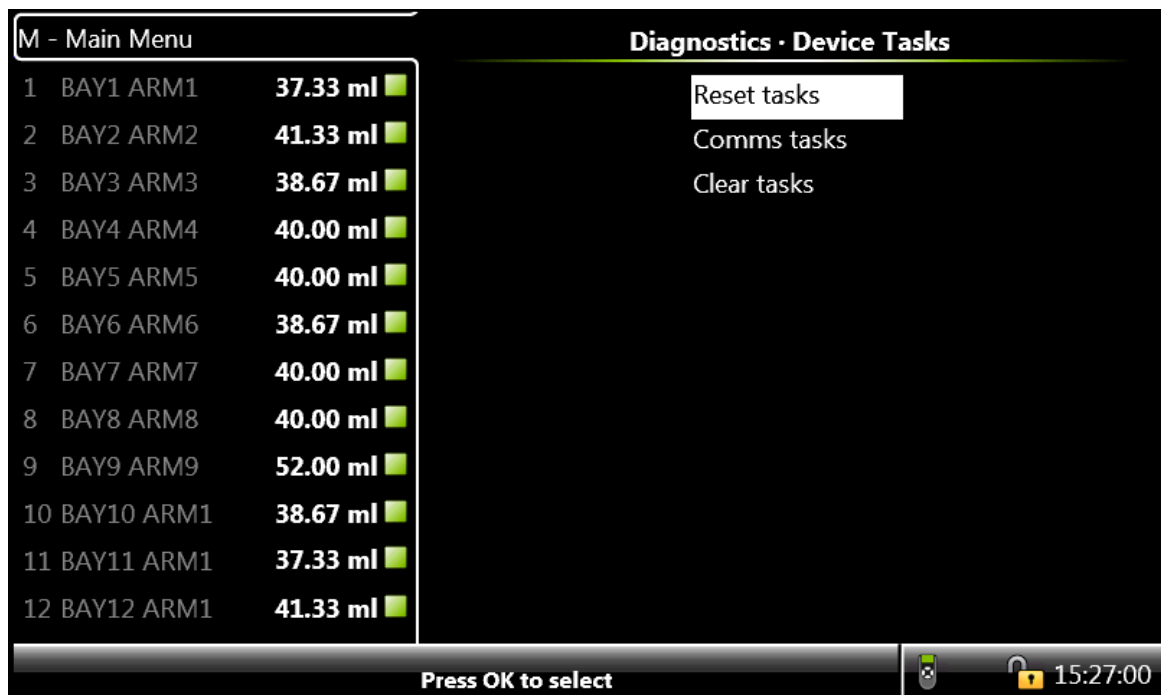 M - Main Menu
1 BAY1 ARM1 37.33 ml
2 BAY2 ARM2 41.33 ml
3 BAY3 ARM3 38.67 ml
4 BAY4 ARM4 40.00 ml
5 BAY5 ARM5 40.00 ml
6 BAY6 ARM6 38.67 ml
7 BAY7 ARM7 40.00 ml
8 BAY8 ARM8 40.00 ml
9 BAY9 ARM9 52.00 ml
10 BAY10 ARM1 38.67 ml
11 BAY11 ARM1 37.33 ml
12 BAY12 ARM1 41.33 ml
Diagnostics · Device Tasks
Reset tasks
Comms tasks
Clear tasks
Press OK to select
15:27:00